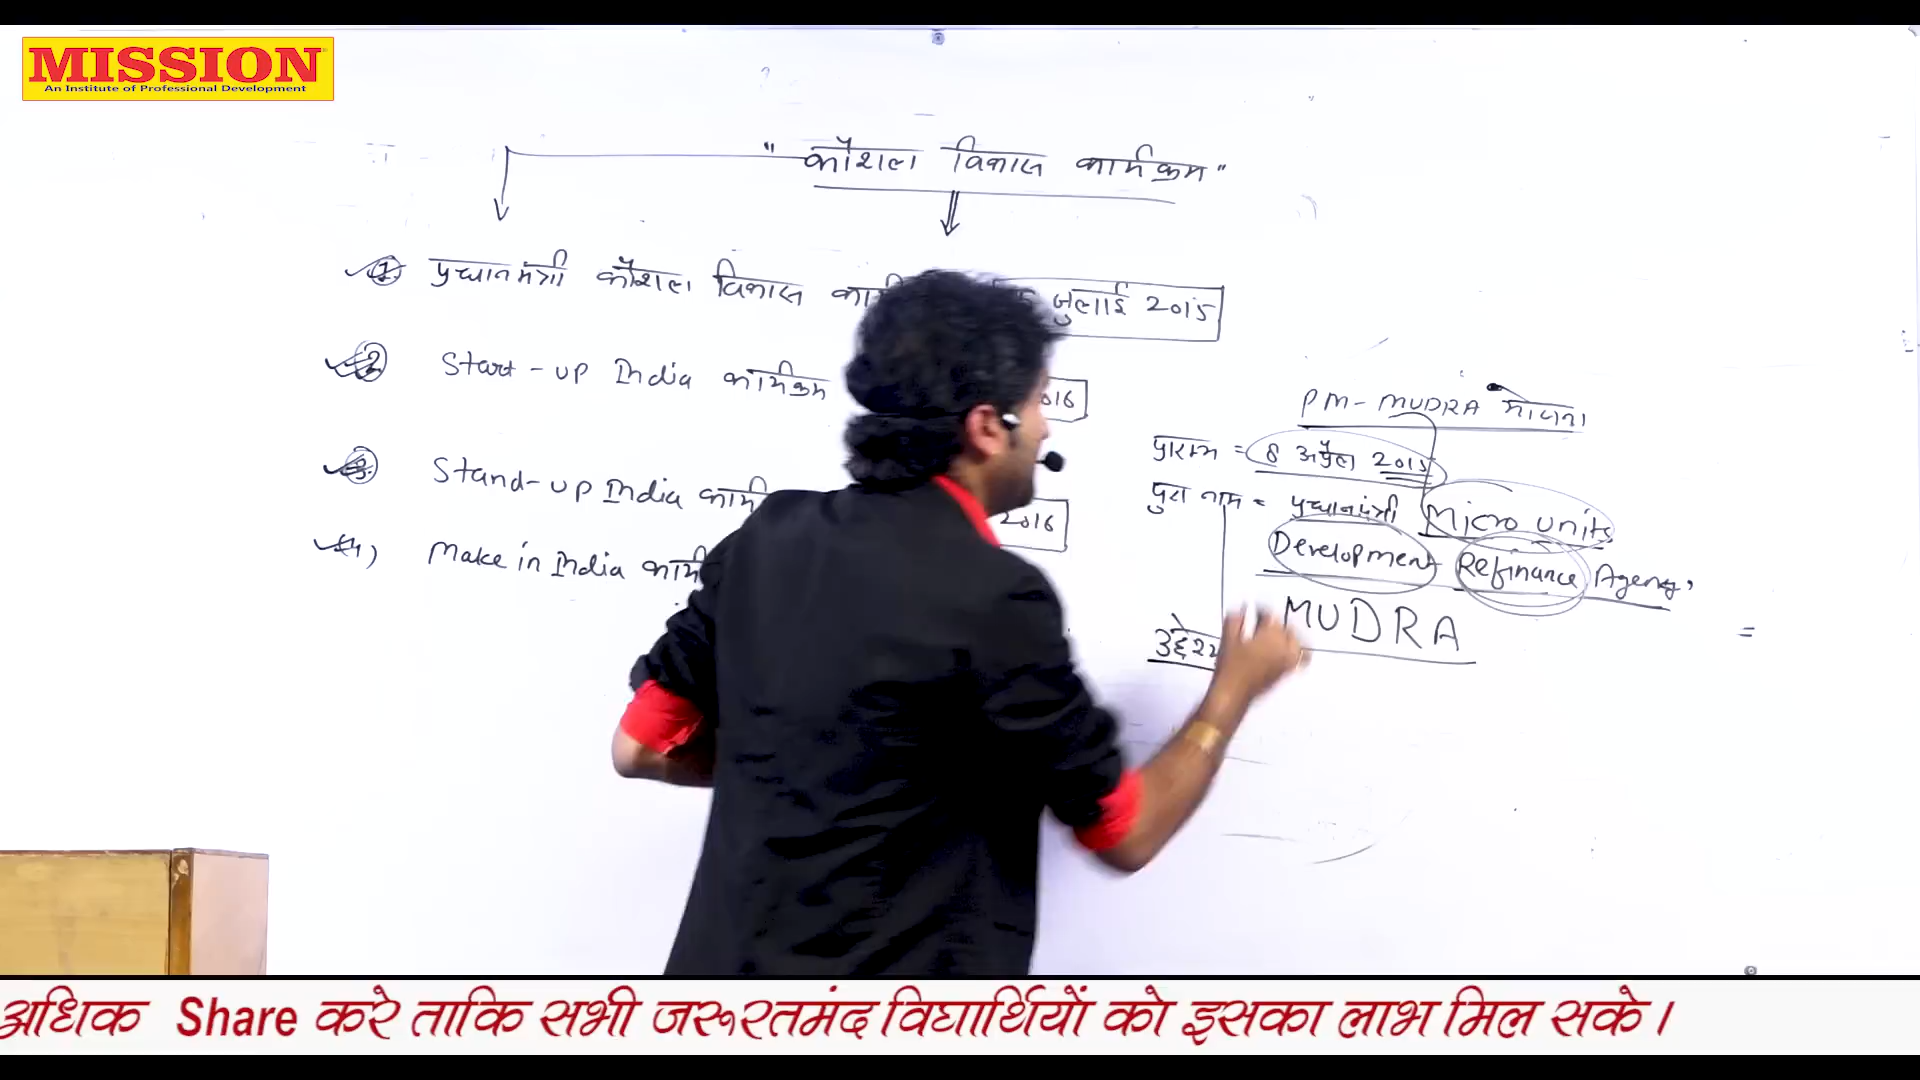 MISSION
An Institute of Professional Development
" कौशल विकास कार्यक्रम "
1. प्रधानमंत्री कौशल विकास जुलाई 2015
2 Start-up India कार्यक्रम 016
3. Stand-up India 2016
4) Make in India
PM-MUDRA योजना
प्रारम्भ = 8 अप्रैल 2015
पुरा नाम = प्रधानमंत्री Micro units
Development Refinance Agency,
MUDRA
=
उद्देश्य
अधिक Share करे ताकि सभी जरूरतमंद विद्यार्थियों को इसका लाभ मिल सके।